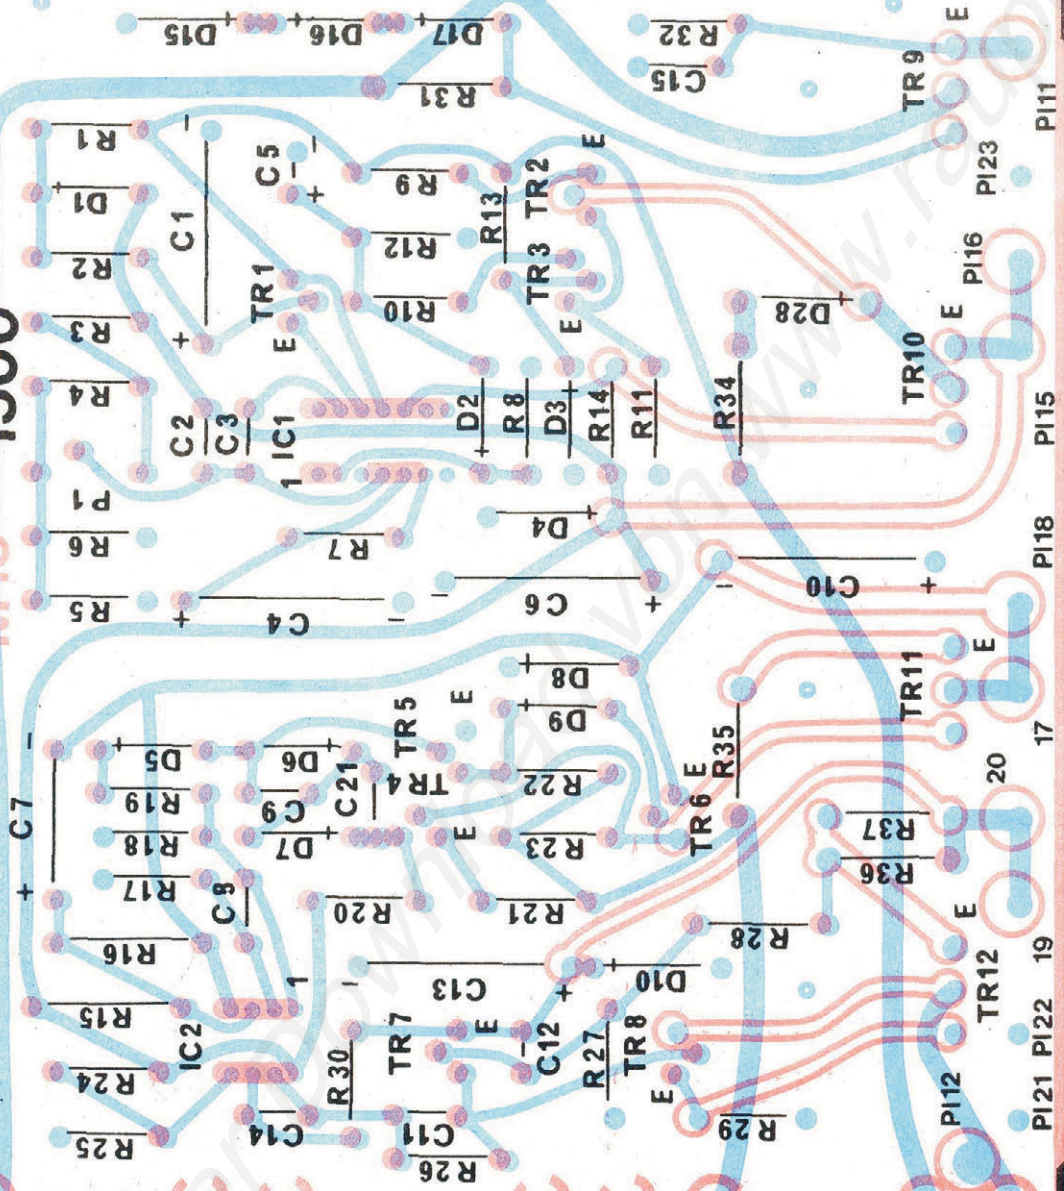 D15
+
D16
+
D17
+
R32
C15
E
TR9
PI11
R31
R1
-
D1
+
C1
C5
-
-
+
R9
TR2
E
R13
PI23
R2
R12
TR1
TR3
PI16
R3
+
E
R10
E
D28
+
E
TR10
R4
C2
C3
IC1
1
D2
+
R8
D3
+
R14
R11
R34
PI15
P1
R6
R7
D4
+
PI18
R5
+
C4
-
-
C6
+
-
C10
+
C7
-
+
D5
+
D6
+
C21
TR5
E
D8
+
D9
+
TR11
E
17
R19
C9
TR4
R22
E
R35
20
R18
D7
+
E
R23
TR6
R37
R17
C8
R20
R21
R36
E
R16
R28
1
-
C13
+
D10
+
19
R15
IC2
TR7
E
C12
-
TR12
PI22
R24
R30
R27
TR8
E
PI12
R25
C14
C11
R26
R29
PI21